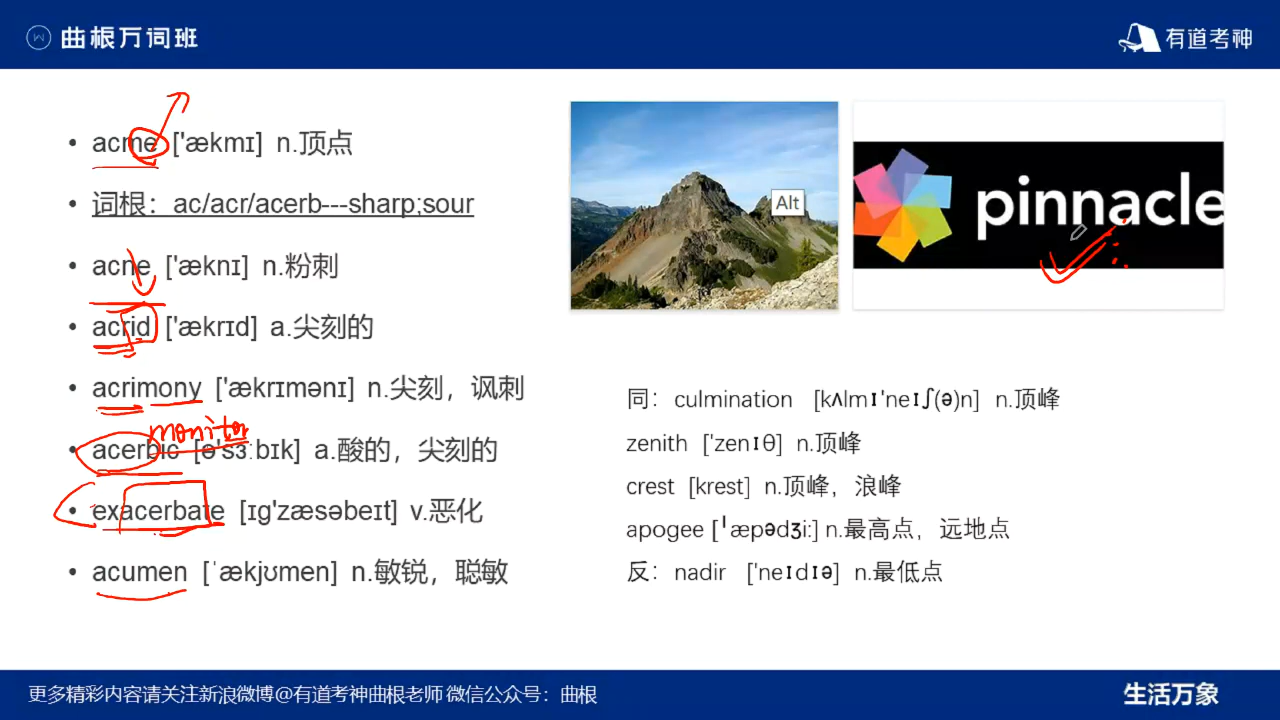 曲根万词班
有道考神
• acme ['ækmɪ] n.顶点
• 词根：ac/acr/acerb---sharp;sour
• acne ['æknɪ] n.粉刺
• acrid ['ækrɪd] a.尖刻的
• acrimony ['ækrɪmənɪ] n.尖刻，讽刺
monitor
• acerbic [ə'sɜːbɪk] a.酸的，尖刻的
• exacerbate [ɪg'zæsəbeɪt] v.恶化
• acumen [ˈækjʊmen] n.敏锐，聪敏
Alt
pinnacle
同：culmination [kʌlmɪ'neɪʃ(ə)n] n.顶峰
zenith ['zenɪθ] n.顶峰
crest [krest] n.顶峰，浪峰
apogee [ˈæpədʒiː] n.最高点，远地点
反：nadir ['neɪdɪə] n.最低点
更多精彩内容请关注新浪微博@有道考神曲根老师 微信公众号：曲根
生活万象